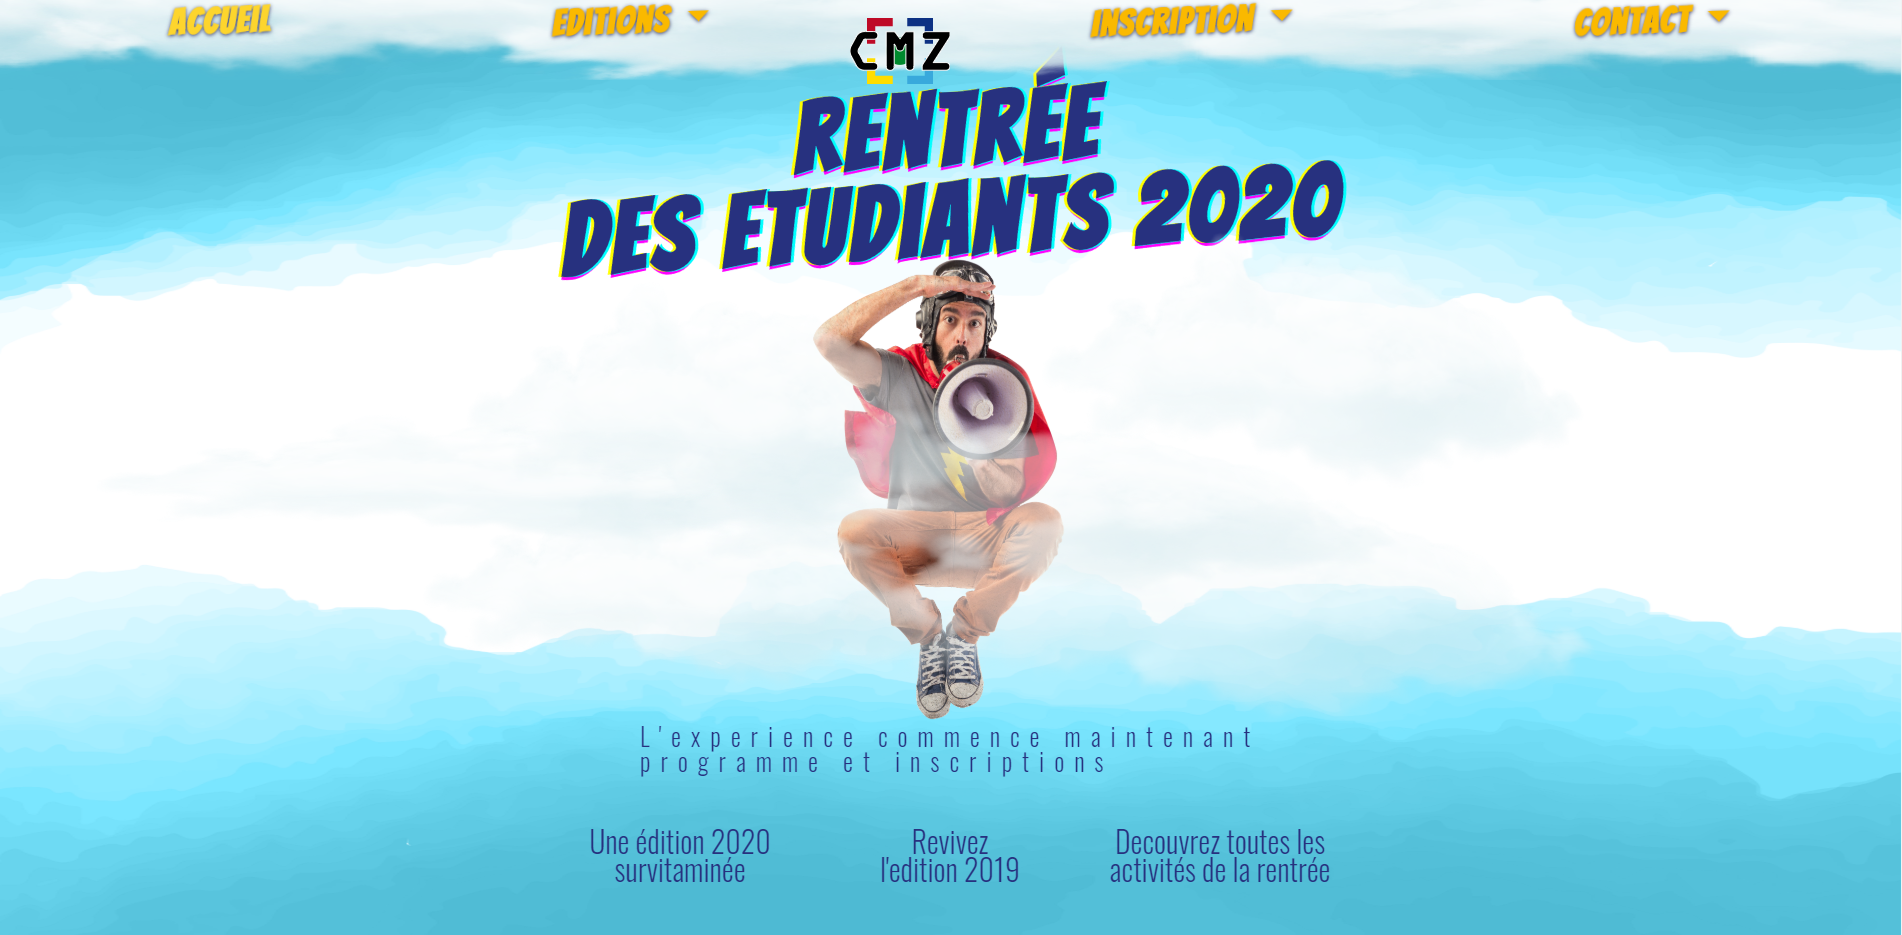 ACCUEIL
EDITIONS
INSCRIPTION
CONTACT
CMZ
RENTRÉE
DES ETUDIANTS 2020
L'experience commence maintenant
programme et inscriptions
Une édition 2020
survitaminée
Revivez
l'edition 2019
Decouvrez toutes les
activités de la rentrée